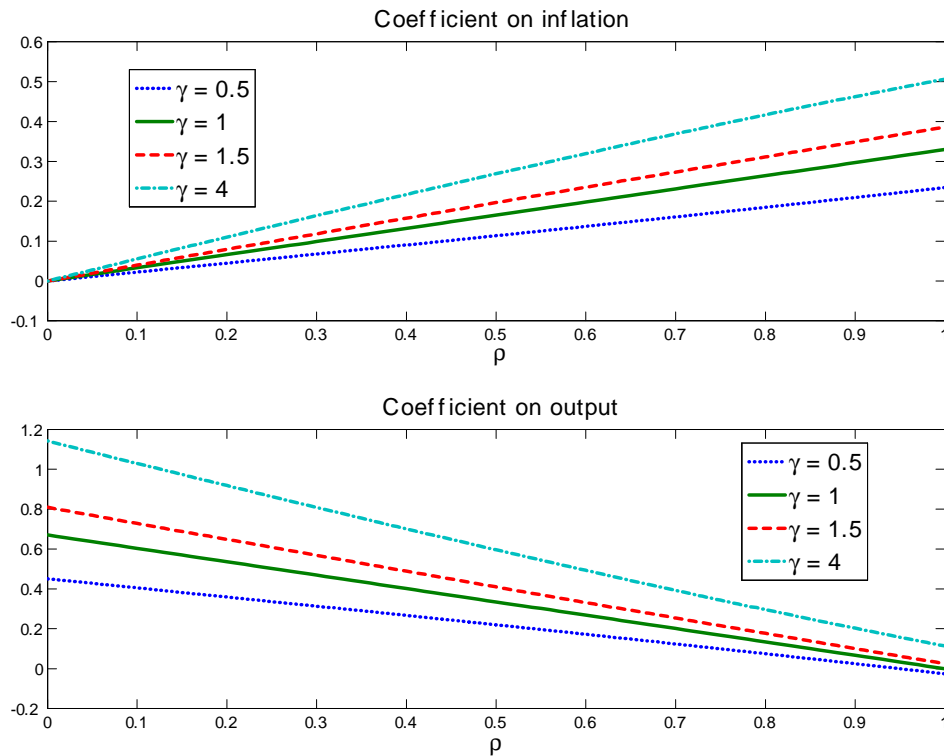 Coefficient on inflation
0.6
0.5
0.4
0.3
0.2
0.1
0
-0.1
γ = 0.5
γ = 1
γ = 1.5
γ = 4
0 0.1 0.2 0.3 0.4 0.5 0.6 0.7 0.8 0.9 1
ρ
Coefficient on output
1.2
1
0.8
0.6
0.4
0.2
0
-0.2
γ = 0.5
γ = 1
γ = 1.5
γ = 4
0 0.1 0.2 0.3 0.4 0.5 0.6 0.7 0.8 0.9 1
ρ